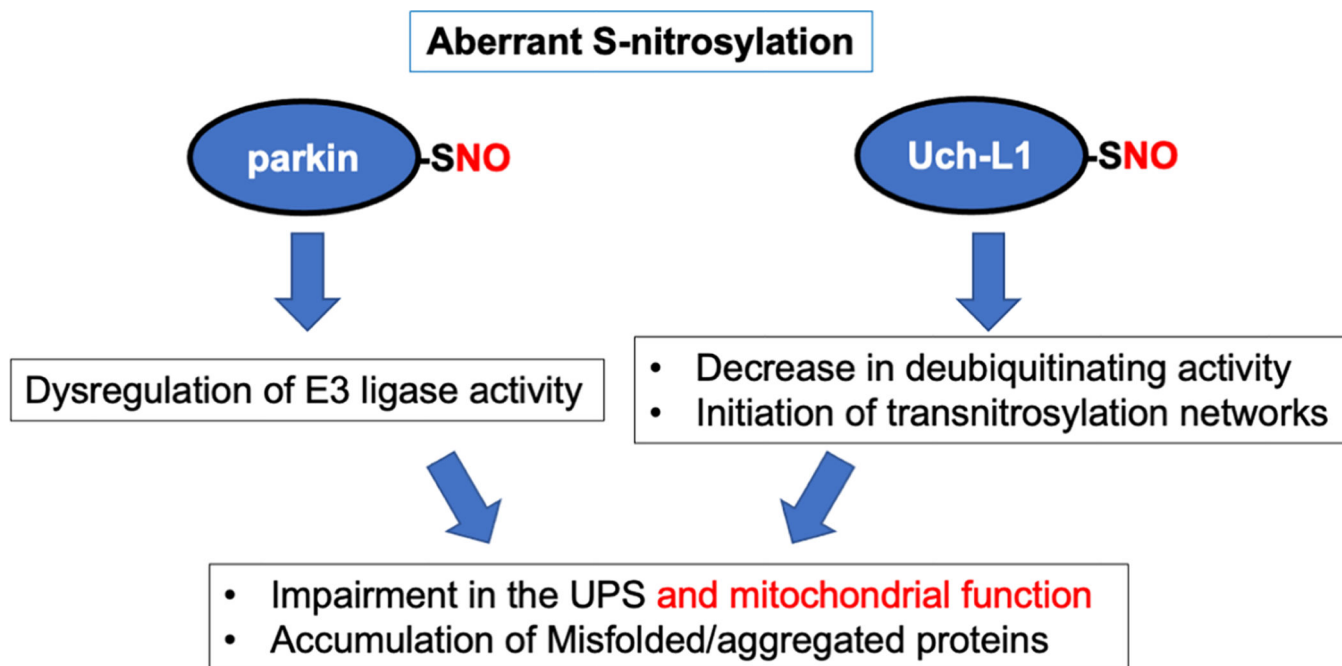 Aberrant S-nitrosylation
parkin
-SNO
Uch-L1
-SNO
Dysregulation of E3 ligase activity
• Decrease in deubiquitinating activity
• Initiation of transnitrosylation networks
• Impairment in the UPS and mitochondrial function
• Accumulation of Misfolded/aggregated proteins